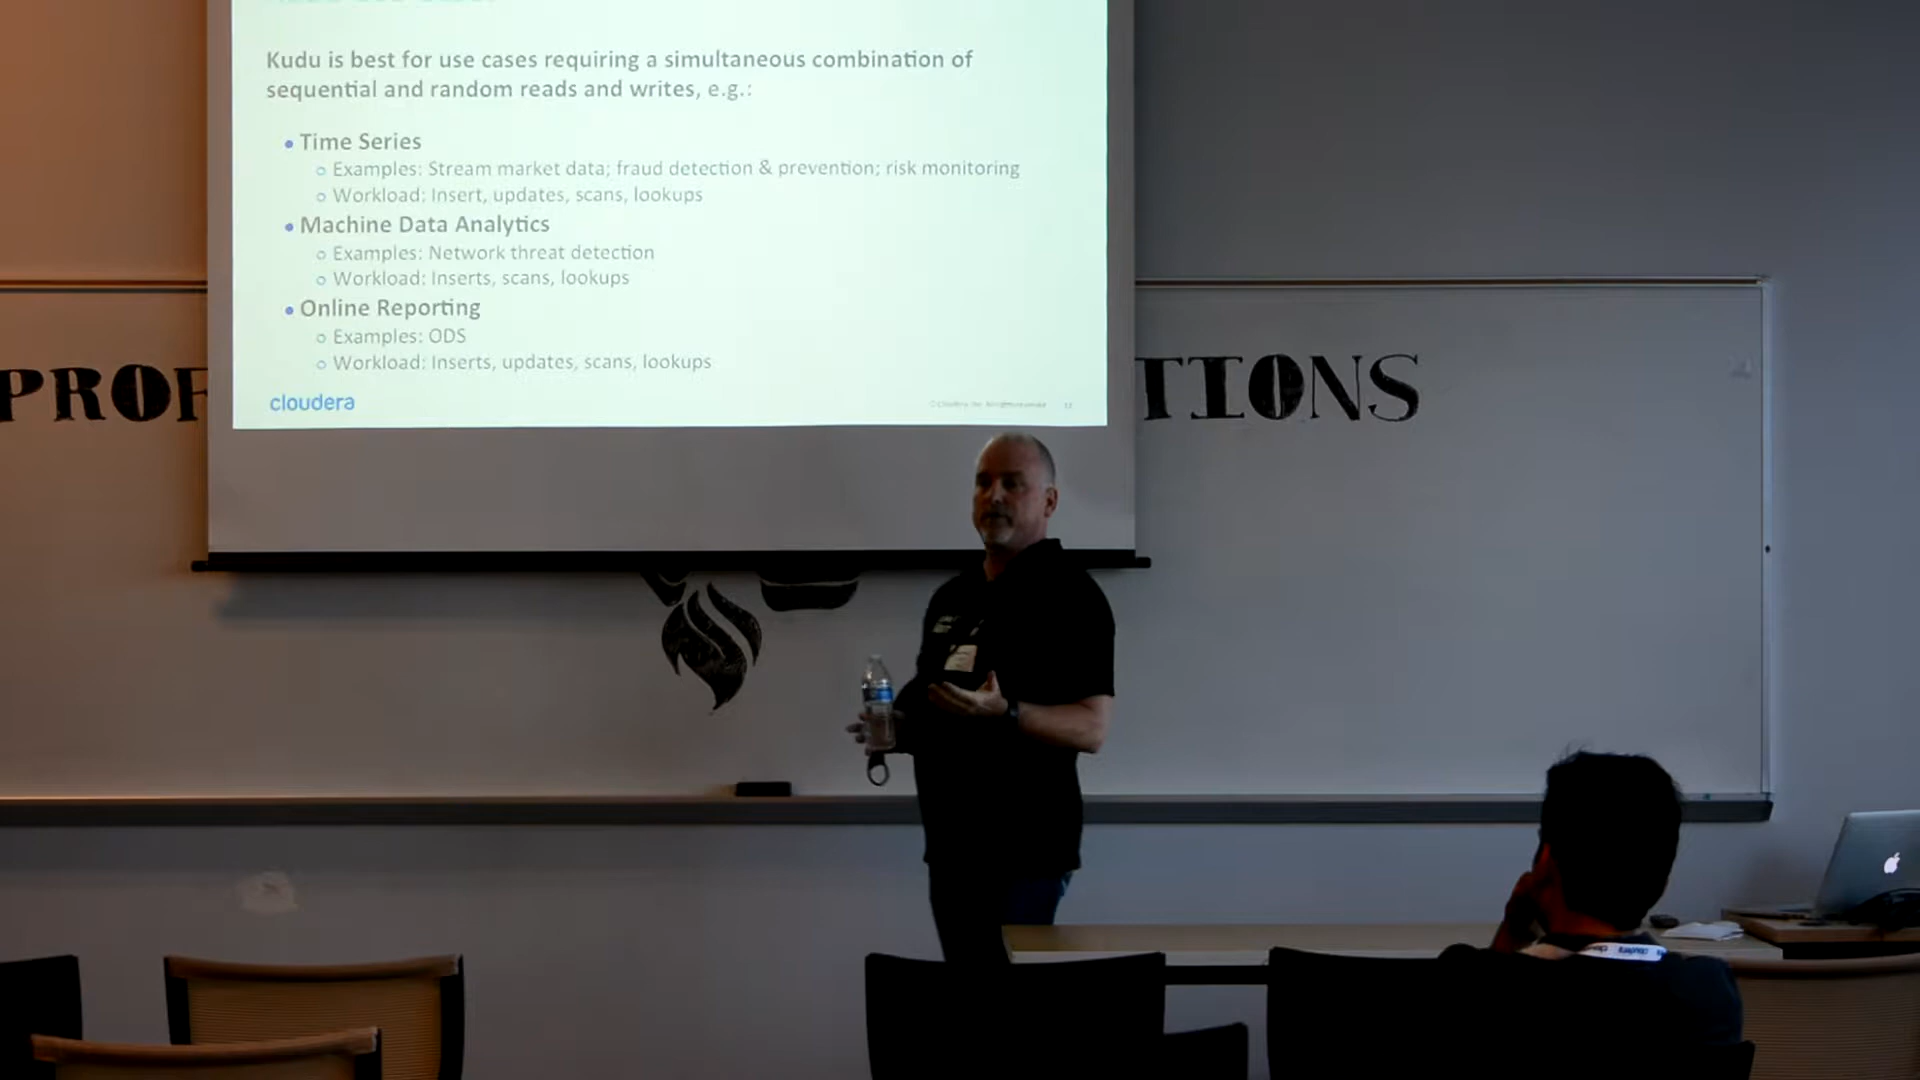 Kudu is best for use cases requiring a simultaneous combination of
sequential and random reads and writes, e.g.:
• Time Series
○ Examples: Stream market data; fraud detection & prevention; risk monitoring
○ Workload: Insert, updates, scans, lookups
• Machine Data Analytics
○ Examples: Network threat detection
○ Workload: Inserts, scans, lookups
• Online Reporting
○ Examples: ODS
○ Workload: Inserts, updates, scans, lookups
cloudera
PROF
TIONS
cloudera